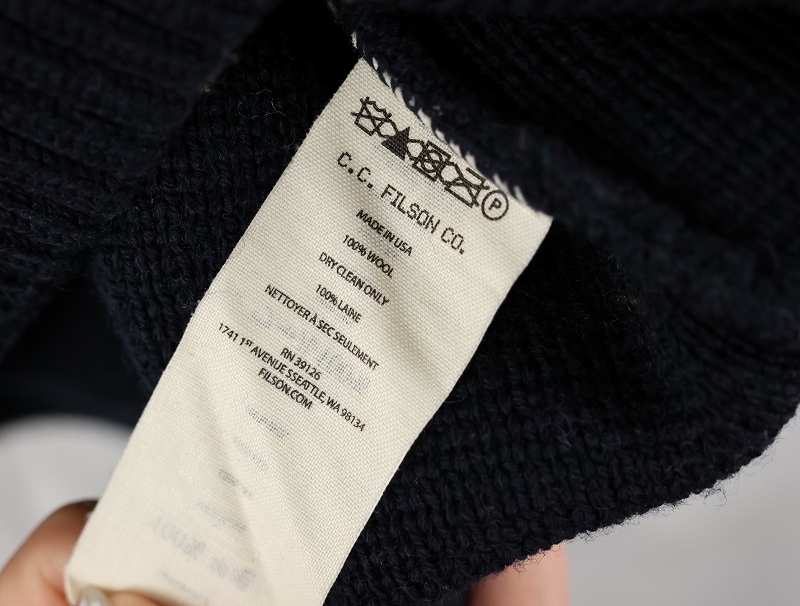 P
C.C. FILSON CO.
MADE IN USA
100% WOOL
DRY CLEAN ONLY
100% LAINE
NETTOYER À SEC SEULEMENT
RN 39126
1741 1ST AVENUE SSEATTLE, WA 98134
FILSON.COM